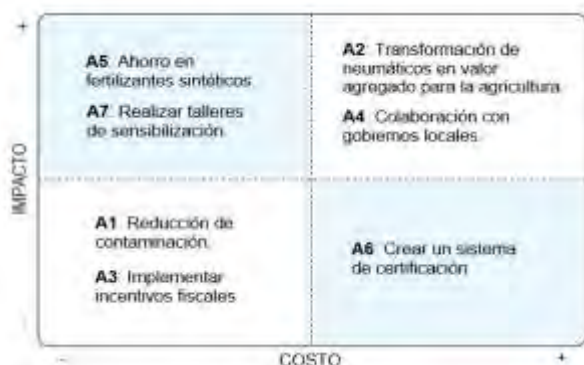 +
IMPACTO
A5 Ahorro en
fertilizantes sintéticos.
A7 Realizar talleres
de sensibilización.
A2 Transformación de
neumáticos en valor
agregado para la agricultura
A4 Colaboración con
gobiernos locales.
A1 Reducción de
contaminación.
A3 Implementar
incentivos fiscales
A6 Crear un sistema
de certificación
-
COSTO
+